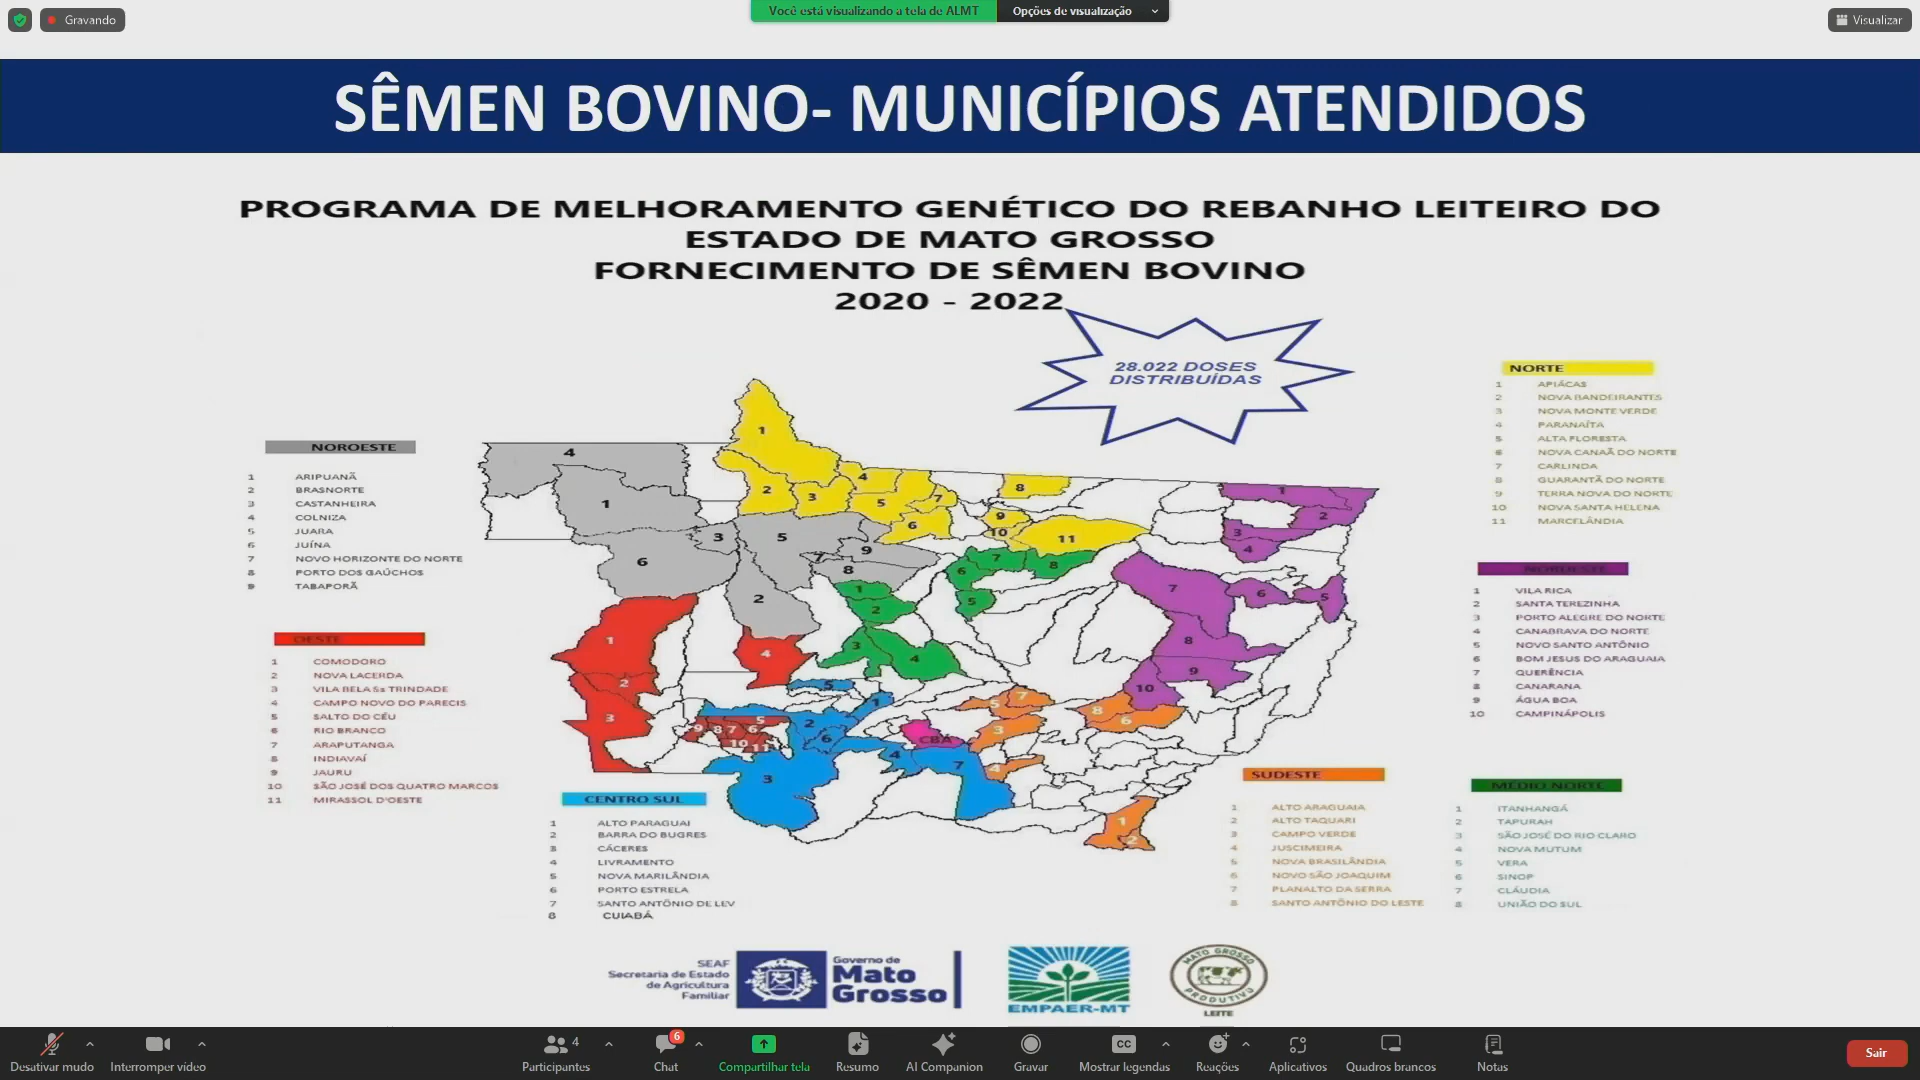 Gravando
Você está visualizando a tela de ALMT
Opções de visualização
Visualizar
SÊMEN BOVINO- MUNICÍPIOS ATENDIDOS
PROGRAMA DE MELHORAMENTO GENÉTICO DO REBANHO LEITEIRO DO
ESTADO DE MATO GROSSO
FORNECIMENTO DE SÊMEN BOVINO
2020 - 2022
28.022 DOSES
DISTRIBUÍDAS
NOROESTE
1 ARIPUANÃ
2 BRASNORTE
3 CASTANHEIRA
4 COLNIZA
5 JUARA
6 JUÍNA
7 NOVO HORIZONTE DO NORTE
8 PORTO DOS GAÚCHOS
9 TABAPORÃ
OESTE
1 COMODORO
2 NOVA LACERDA
3 VILA BELA Ss TRINDADE
4 CAMPO NOVO DO PARECIS
5 SALTO DO CÉU
6 RIO BRANCO
7 ARAPUTANGA
8 INDIAVAÍ
9 JAURU
10 SÃO JOSÉ DOS QUATRO MARCOS
11 MIRASSOL D'OESTE
CENTRO SUL
1 ALTO PARAGUAI
2 BARRA DO BUGRES
3 CÁCERES
4 LIVRAMENTO
5 NOVA MARILÂNDIA
6 PORTO ESTRELA
7 SANTO ANTÔNIO DE LEV
8 CUIABÁ
CBÁ
NORTE
1 APIÁCAS
2 NOVA BANDEIRANTES
3 NOVA MONTE VERDE
4 PARANAÍTA
5 ALTA FLORESTA
6 NOVA CANAÃ DO NORTE
7 CARLINDA
8 GUARANTÃ DO NORTE
9 TERRA NOVA DO NORTE
10 NOVA SANTA HELENA
11 MARCELÂNDIA
NORDESTE
1 VILA RICA
2 SANTA TEREZINHA
3 PORTO ALEGRE DO NORTE
4 CANABRAVA DO NORTE
5 NOVO SANTO ANTÔNIO
6 BOM JESUS DO ARAGUAIA
7 QUERÊNCIA
8 CANARANA
9 ÁGUA BOA
10 CAMPINÁPOLIS
SUDESTE
1 ALTO ARAGUAIA
2 ALTO TAQUARI
3 CAMPO VERDE
4 JUSCIMEIRA
5 NOVA BRASILÂNDIA
6 NOVO SÃO JOAQUIM
7 PLANALTO DA SERRA
8 SANTO ANTÔNIO DO LESTE
MÉDIO NORTE
1 ITANHANGÁ
2 TAPURAH
3 SÃO JOSÉ DO RIO CLARO
4 NOVA MUTUM
5 VERA
6 SINOP
7 CLÁUDIA
8 UNIÃO DO SUL
SEAF
Secretaria de Estado
de Agricultura
Familiar
Governo de
Mato
Grosso
EMPAER-MT
MATO GROSSO
PRODUTIVO
LEITE
Desativar mudo
Interromper vídeo
4
Participantes
6
Chat
Compartilhar tela
Resumo
AI Companion
Gravar
CC
Mostrar legendas
Reações
Aplicativos
Quadros brancos
Notas
Sair